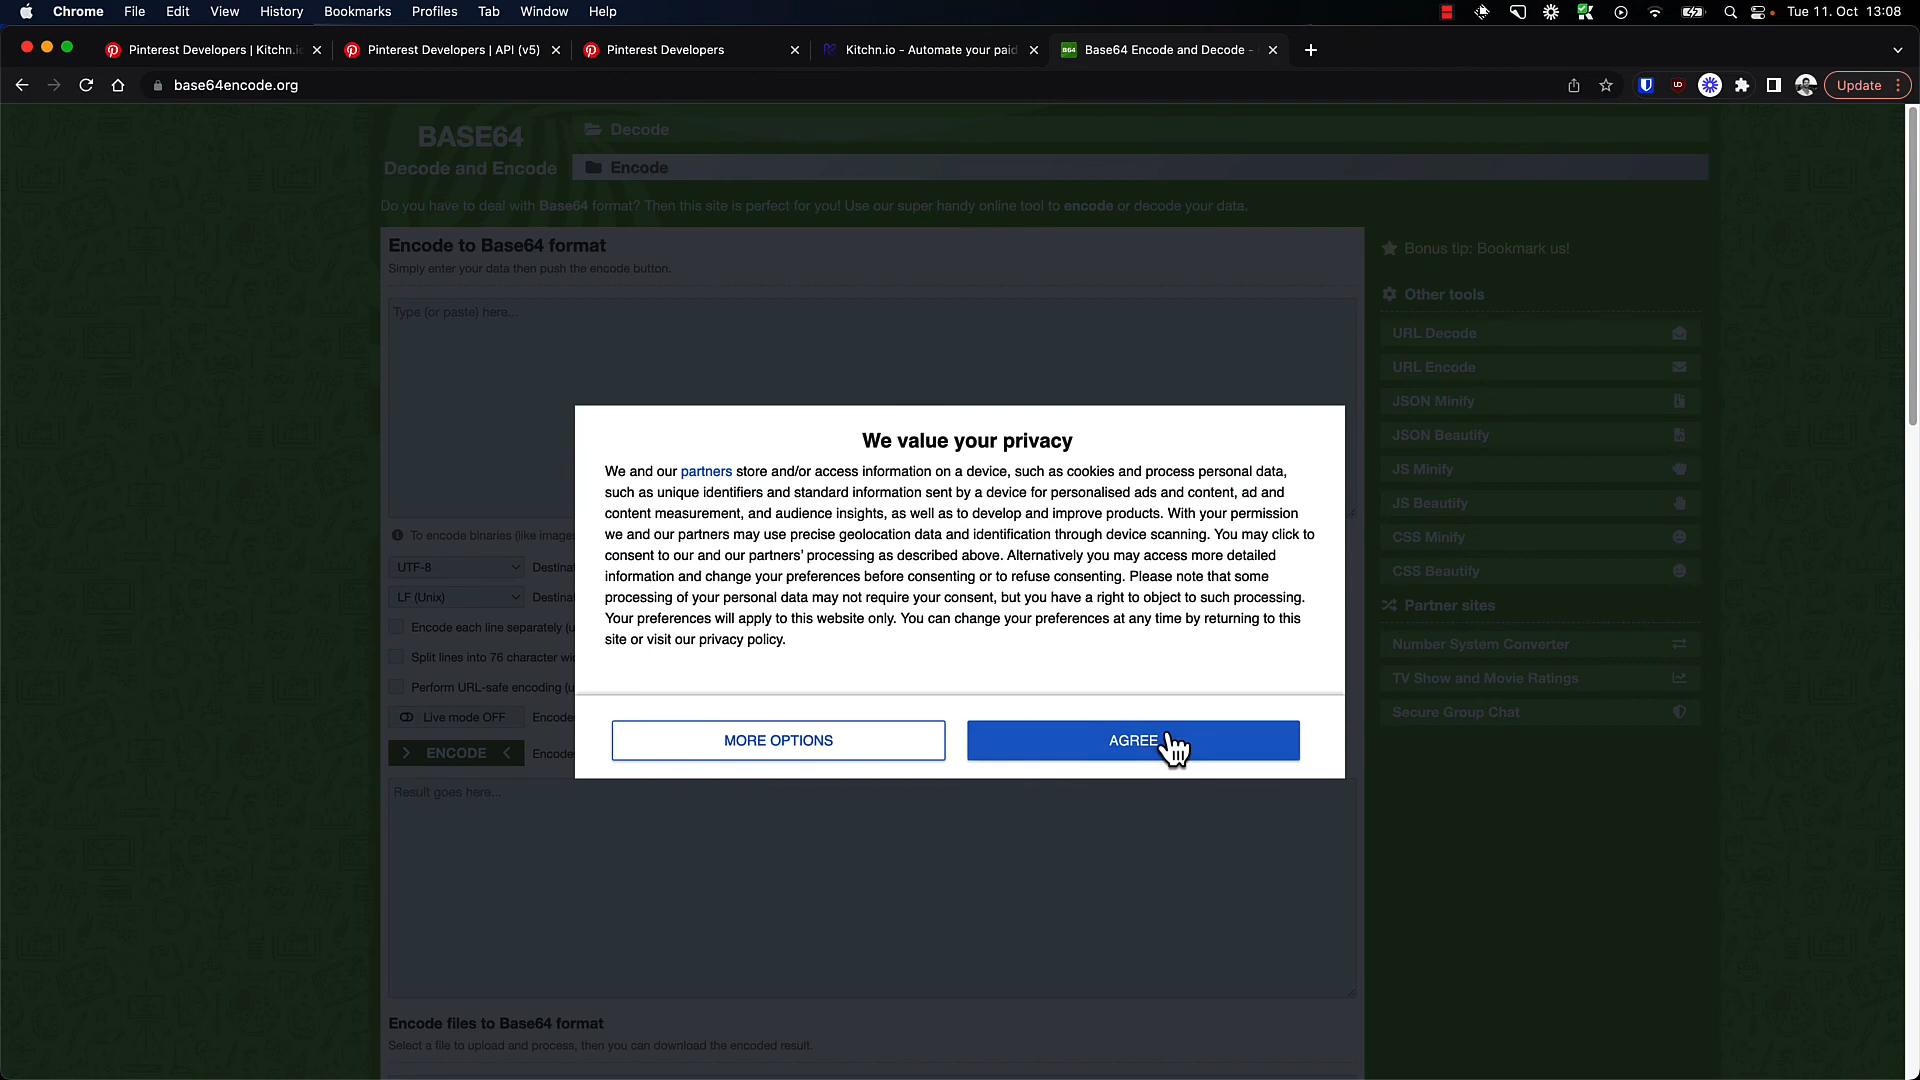 Chrome File Edit View History Bookmarks Profiles Tab Window Help Tue 11. Oct 13:08
Pinterest Developers | Kitchn.io Pinterest Developers | API (v5) Pinterest Developers Kitchn.io - Automate your paid B64 Base64 Encode and Decode -
base64encode.org Update
BASE64
Decode and Encode
Decode
Encode
Do you have to deal with Base64 format? Then this site is perfect for you! Use our super handy online tool to encode or decode your data.
Encode to Base64 format
Simply enter your data then push the encode button.
Type (or paste) here...
To encode binaries (like images
UTF-8 Destinat
LF (Unix) Destinat
Encode each line separately (u
Split lines into 76 character wi
Perform URL-safe encoding (u
Live mode OFF Encode
ENCODE Encode
Result goes here...
Encode files to Base64 format
Select a file to upload and process, then you can download the encoded result.
Bonus tip: Bookmark us!
Other tools
URL Decode
URL Encode
JSON Minify
JSON Beautify
JS Minify
JS Beautify
CSS Minify
CSS Beautify
Partner sites
Number System Converter
TV Show and Movie Ratings
Secure Group Chat
We value your privacy
We and our partners store and/or access information on a device, such as cookies and process personal data,
such as unique identifiers and standard information sent by a device for personalised ads and content, ad and
content measurement, and audience insights, as well as to develop and improve products. With your permission
we and our partners may use precise geolocation data and identification through device scanning. You may click to
consent to our and our partners’ processing as described above. Alternatively you may access more detailed
information and change your preferences before consenting or to refuse consenting. Please note that some
processing of your personal data may not require your consent, but you have a right to object to such processing.
Your preferences will apply to this website only. You can change your preferences at any time by returning to this
site or visit our privacy policy.
MORE OPTIONS AGREE